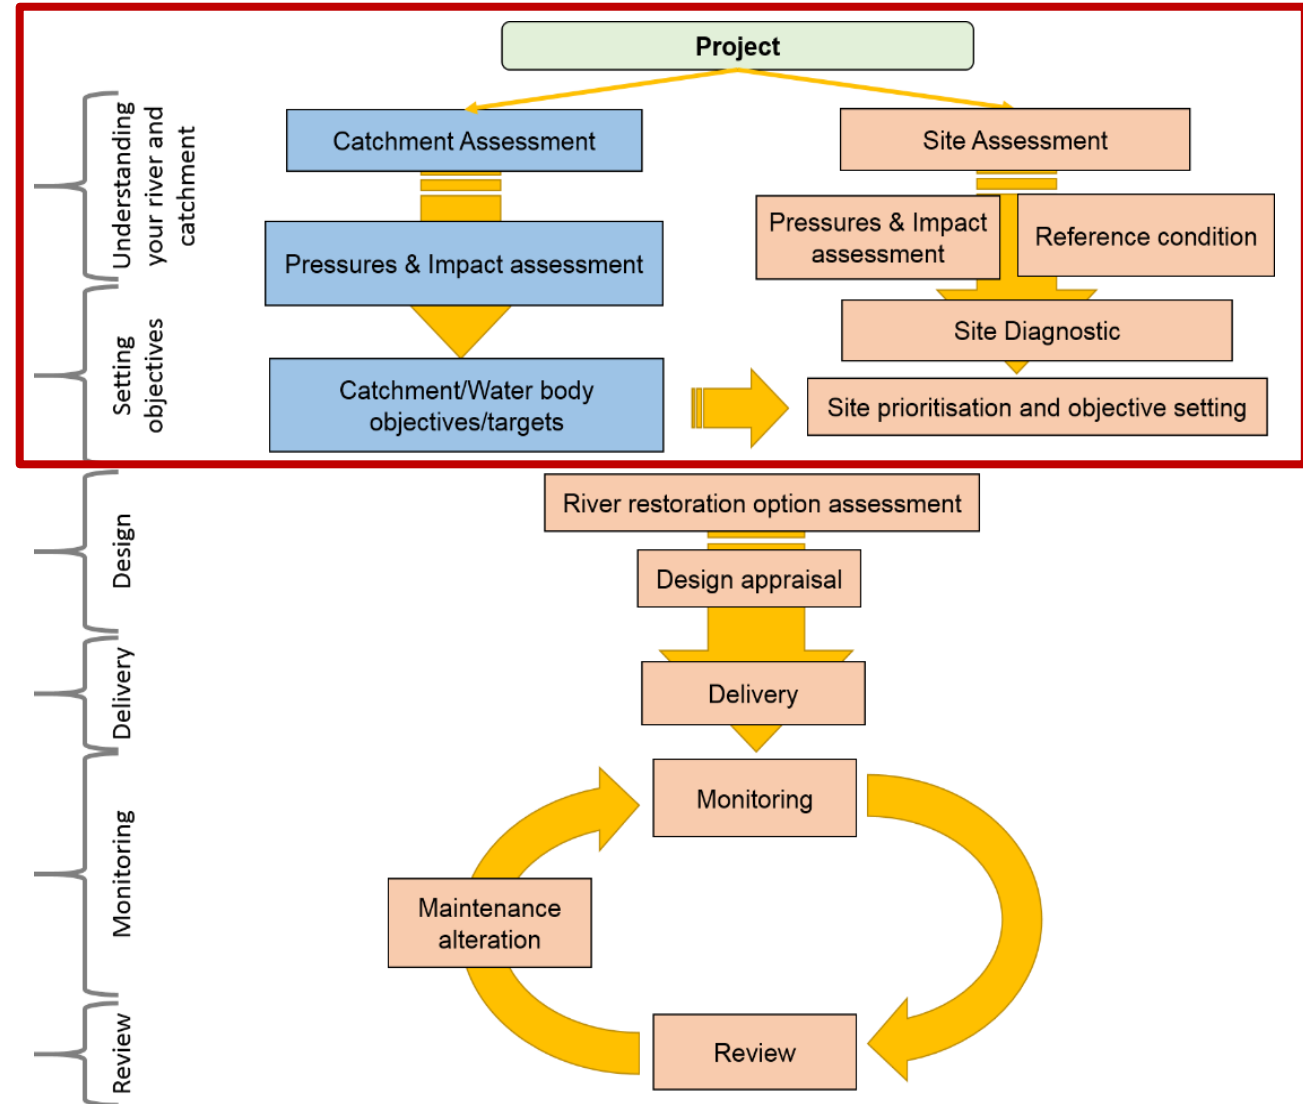 Project
Understanding
your river and
catchment
Catchment Assessment
Site Assessment
Pressures & Impact assessment
Pressures & Impact
assessment
Reference condition
Setting
objectives
Site Diagnostic
Catchment/Water body
objectives/targets
Site prioritisation and objective setting
Design
River restoration option assessment
Design appraisal
Delivery
Delivery
Monitoring
Monitoring
Maintenance
alteration
Review
Review